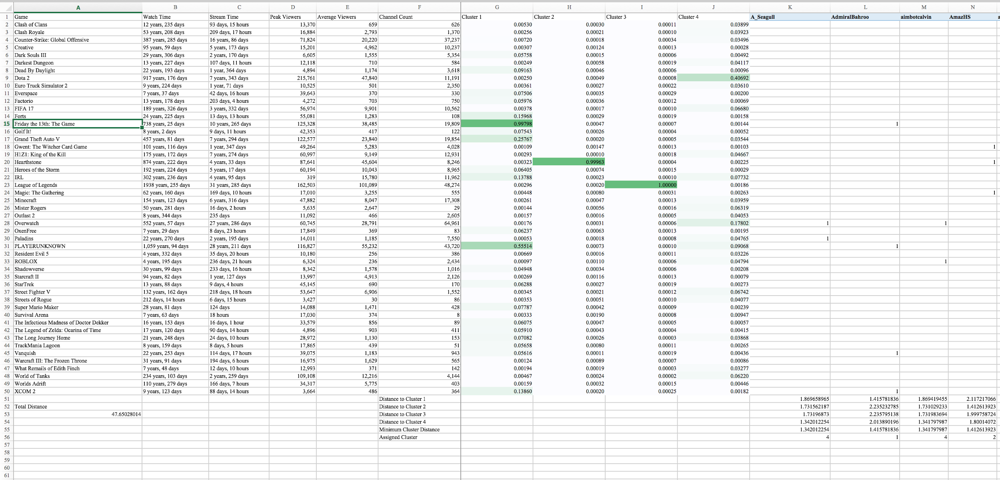 A B C D E F G H I J K L M N
1 Game Watch Time Stream Time Peak Viewers Average Viewers Channel Count Cluster 1 Cluster 2 Cluster 3 Cluster 4 A_Seagull AdmiralBahroo aimbotcalvin AmazHS a
2 Clash of Clans 12 years, 235 days 93 days, 15 hours 13,370 659 626 0.00530 0.00030 0.00011 0.03899
3 Clash Royale 53 years, 208 days 209 days, 17 hours 16,884 2,793 1,370 0.00256 0.00021 0.00010 0.03923
4 Counter-Strike: Global Offensive 387 years, 285 days 16 years, 86 days 71,824 20,220 37,237 0.00720 0.00018 0.00034 0.03496
5 Creative 95 years, 59 days 5 years, 173 days 15,201 4,962 10,237 0.00307 0.00124 0.00013 0.00028
6 Dark Souls III 29 years, 306 days 2 years, 170 days 6,605 1,555 5,354 0.05758 0.00015 0.00006 0.00492
7 Darkest Dungeon 13 years, 227 days 107 days, 11 hours 12,118 710 584 0.00249 0.00058 0.00019 0.04117
8 Dead By Daylight 22 years, 193 days 1 year, 364 days 4,894 1,174 3,618 0.09163 0.00046 0.00006 0.00096
9 Dota 2 917 years, 176 days 7 years, 343 days 215,761 47,840 11,191 0.00250 0.00049 0.00008 0.40692
10 Euro Truck Simulator 2 9 years, 224 days 1 year, 71 days 10,525 501 2,350 0.00361 0.00027 0.00022 0.03610
11 Everspace 7 years, 37 days 42 days, 16 hours 39,643 370 330 0.07506 0.00035 0.00029 0.00200
12 Factorio 13 years, 178 days 203 days, 4 hours 4,272 703 750 0.05976 0.00036 0.00012 0.00069
13 FIFA 17 189 years, 326 days 3 years, 332 days 56,974 9,901 10,562 0.00378 0.00017 0.00010 0.06680
14 Forts 24 years, 225 days 13 days, 13 hours 55,081 1,283 108 0.15968 0.00029 0.00019 0.00158
15 Friday the 13th: The Game 738 years, 25 days 10 years, 265 days 125,328 38,485 19,809 0.99798 0.00047 0.00007 0.00144 1
16 Golf It! 8 years, 2 days 9 days, 11 hours 42,353 417 122 0.07543 0.00026 0.00004 0.00052
17 Grand Theft Auto V 457 years, 81 days 7 years, 294 days 122,577 23,840 19,854 0.25767 0.00020 0.00005 0.03544
18 Gwent: The Witcher Card Game 101 years, 116 days 1 year, 347 days 49,264 5,283 4,028 0.00109 0.00147 0.00013 0.00103 1
19 H1Z1: King of the Kill 175 years, 172 days 7 years, 274 days 60,997 9,149 12,931 0.00293 0.00010 0.00018 0.04667
20 Hearthstone 874 years, 222 days 4 years, 33 days 87,641 45,604 8,246 0.00323 0.99963 0.00004 0.00225 1
21 Heroes of the Storm 192 years, 224 days 5 years, 17 days 60,194 10,043 8,965 0.06405 0.00074 0.00015 0.00029
22 IRL 302 years, 236 days 4 years, 95 days 319 15,780 11,962 0.13788 0.00023 0.00010 0.07732
23 League of Legends 1938 years, 255 days 31 years, 285 days 162,503 101,089 48,274 0.00296 0.00020 1.00000 0.00186
24 Magic: The Gathering 62 years, 160 days 169 days, 10 hours 17,010 3,255 555 0.00448 0.00080 0.00031 0.00263 1
25 Minecraft 154 years, 123 days 6 years, 316 days 47,882 8,047 17,308 0.00261 0.00047 0.00013 0.03959
26 Mister Rogers 50 years, 281 days 16 days, 2 hours 5,635 2,647 29 0.00144 0.00056 0.00016 0.06319
27 Outlast 2 8 years, 344 days 235 days 11,092 466 2,605 0.00157 0.00016 0.00005 0.04053
28 Overwatch 552 years, 57 days 27 years, 286 days 60,745 28,791 64,961 0.00176 0.00031 0.00006 0.17802 1 1
29 OxenFree 7 years, 29 days 8 days, 23 hours 17,849 369 83 0.06237 0.00063 0.00013 0.00195
30 Paladins 22 years, 270 days 2 years, 195 days 14,011 1,185 7,550 0.00053 0.00018 0.00008 0.04765 1
31 PLAYERUNKNOWN 1,059 years, 94 days 28 years, 211 days 116,827 55,232 43,720 0.55514 0.00073 0.00010 0.09068 1
32 Resident Evil 5 4 years, 332 days 35 days, 20 hours 10,180 256 386 0.00669 0.00016 0.00011 0.03226
33 ROBLOX 4 years, 195 days 236 days, 21 hours 6,324 236 2,434 0.00097 0.00110 0.00006 0.04794 1
34 Shadowverse 30 years, 99 days 233 days, 16 hours 8,342 1,578 1,016 0.04948 0.00034 0.00006 0.00208
35 Starcraft II 94 years, 82 days 1 year, 127 days 13,997 4,913 2,126 0.00269 0.00116 0.00013 0.00079
36 StarTrek 13 years, 88 days 9 days, 4 hours 45,145 690 170 0.06288 0.00027 0.00019 0.00273
37 Street Fighter V 132 years, 162 days 218 days, 18 hours 53,647 6,906 1,552 0.00345 0.00021 0.00012 0.06742
38 Streets of Rogue 212 days, 14 hours 6 days, 15 hours 3,427 30 86 0.00353 0.00051 0.00010 0.04077
39 Super Mario Maker 28 years, 81 days 124 days 14,088 1,471 428 0.07787 0.00042 0.00009 0.00239
40 Survival Arena 7 years, 63 days 18 hours 17,030 374 8 0.00333 0.00190 0.00008 0.00947
41 The Infectious Madness of Doctor Dekker 16 years, 153 days 16 days, 1 hour 33,579 856 89 0.06075 0.00047 0.00005 0.00057
42 The Legend of Zelda: Ocarina of Time 17 years, 120 days 90 days, 14 hours 4,896 903 411 0.05910 0.00043 0.00004 0.00415
43 The Long Journey Home 21 years, 248 days 24 days, 10 hours 28,972 1,130 153 0.07082 0.00026 0.00003 0.03868
44 TrackMania Lagoon 8 years, 159 days 8 days, 5 hours 17,865 439 51 0.05658 0.00080 0.00011 0.00265
45 Vanquish 22 years, 253 days 114 days, 17 hours 39,075 1,183 943 0.05616 0.00011 0.00019 0.00436 1
46 Warcraft III: The Frozen Throne 31 years, 91 days 194 days, 6 hours 16,975 1,629 565 0.00124 0.00089 0.00007 0.00086
47 What Remails of Edith Finch 7 years, 48 days 12 days, 10 hours 12,993 371 142 0.00194 0.00019 0.00003 0.03277
48 World of Tanks 234 years, 103 days 2 years, 259 days 109,108 12,216 4,144 0.00467 0.00024 0.00002 0.06220
49 Worlds Adrift 110 years, 279 days 166 days, 7 hours 34,317 5,775 403 0.00159 0.00032 0.00015 0.00446
50 XCOM 2 9 years, 123 days 88 days, 14 hours 3,664 486 364 0.13860 0.00020 0.00025 0.00182 1
51 Distance to Cluster 1 1.869658965 1.415781836 1.869419455 2.117217066
52 Total Distance Distance to Cluster 2 1.731562187 2.235232785 1.731029233 1.412613923
53 47.65028014 Distance to Cluster 3 1.73196873 2.235795138 1.731983694 1.999758724
54 Distance to Cluster 4 1.342012254 2.013890196 1.341797987 1.80014072
55 Minimum Cluster Distance 1.342012254 1.415781836 1.341797987 1.412613923
56 Assigned Cluster 4 1 4 2
57
58
59
60
61